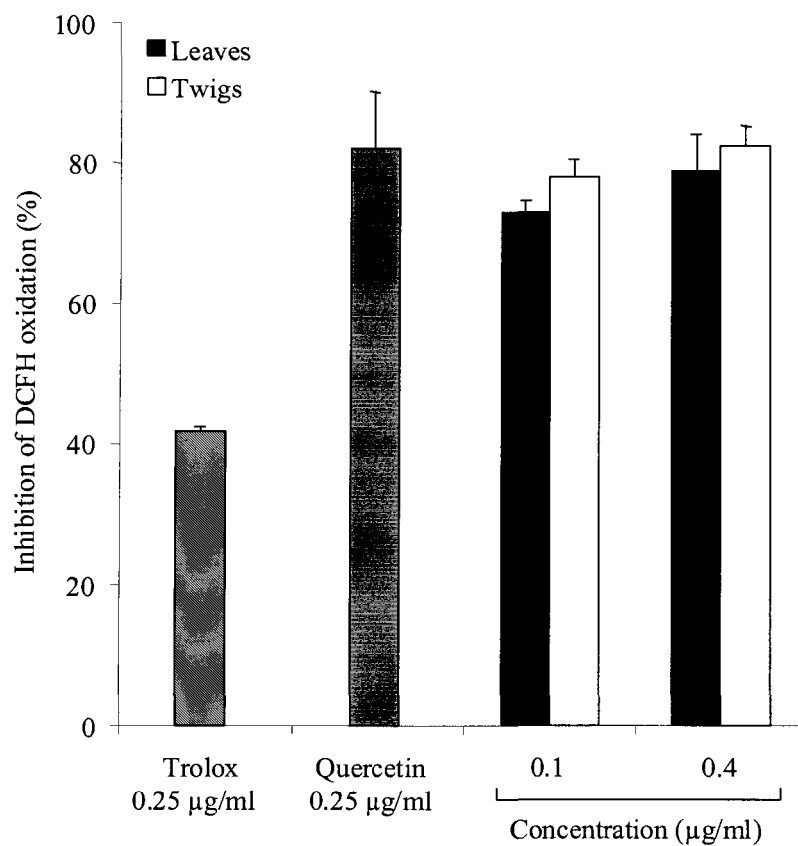 100
80
60
40
20
0
Inhibition of DCFH oxidation (%)
Leaves
Twigs
Trolox
0.25 µg/ml
Quercetin
0.25 µg/ml
0.1
0.4
Concentration (µg/ml)